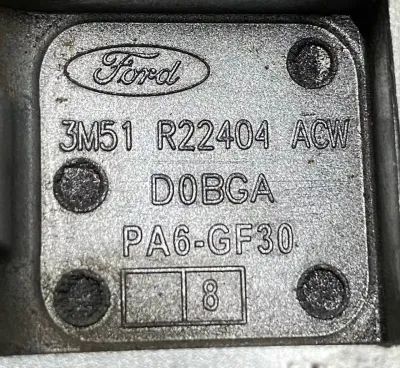 Ford
3M51 R22404 ACW
D0BGA
PA6-GF30
8